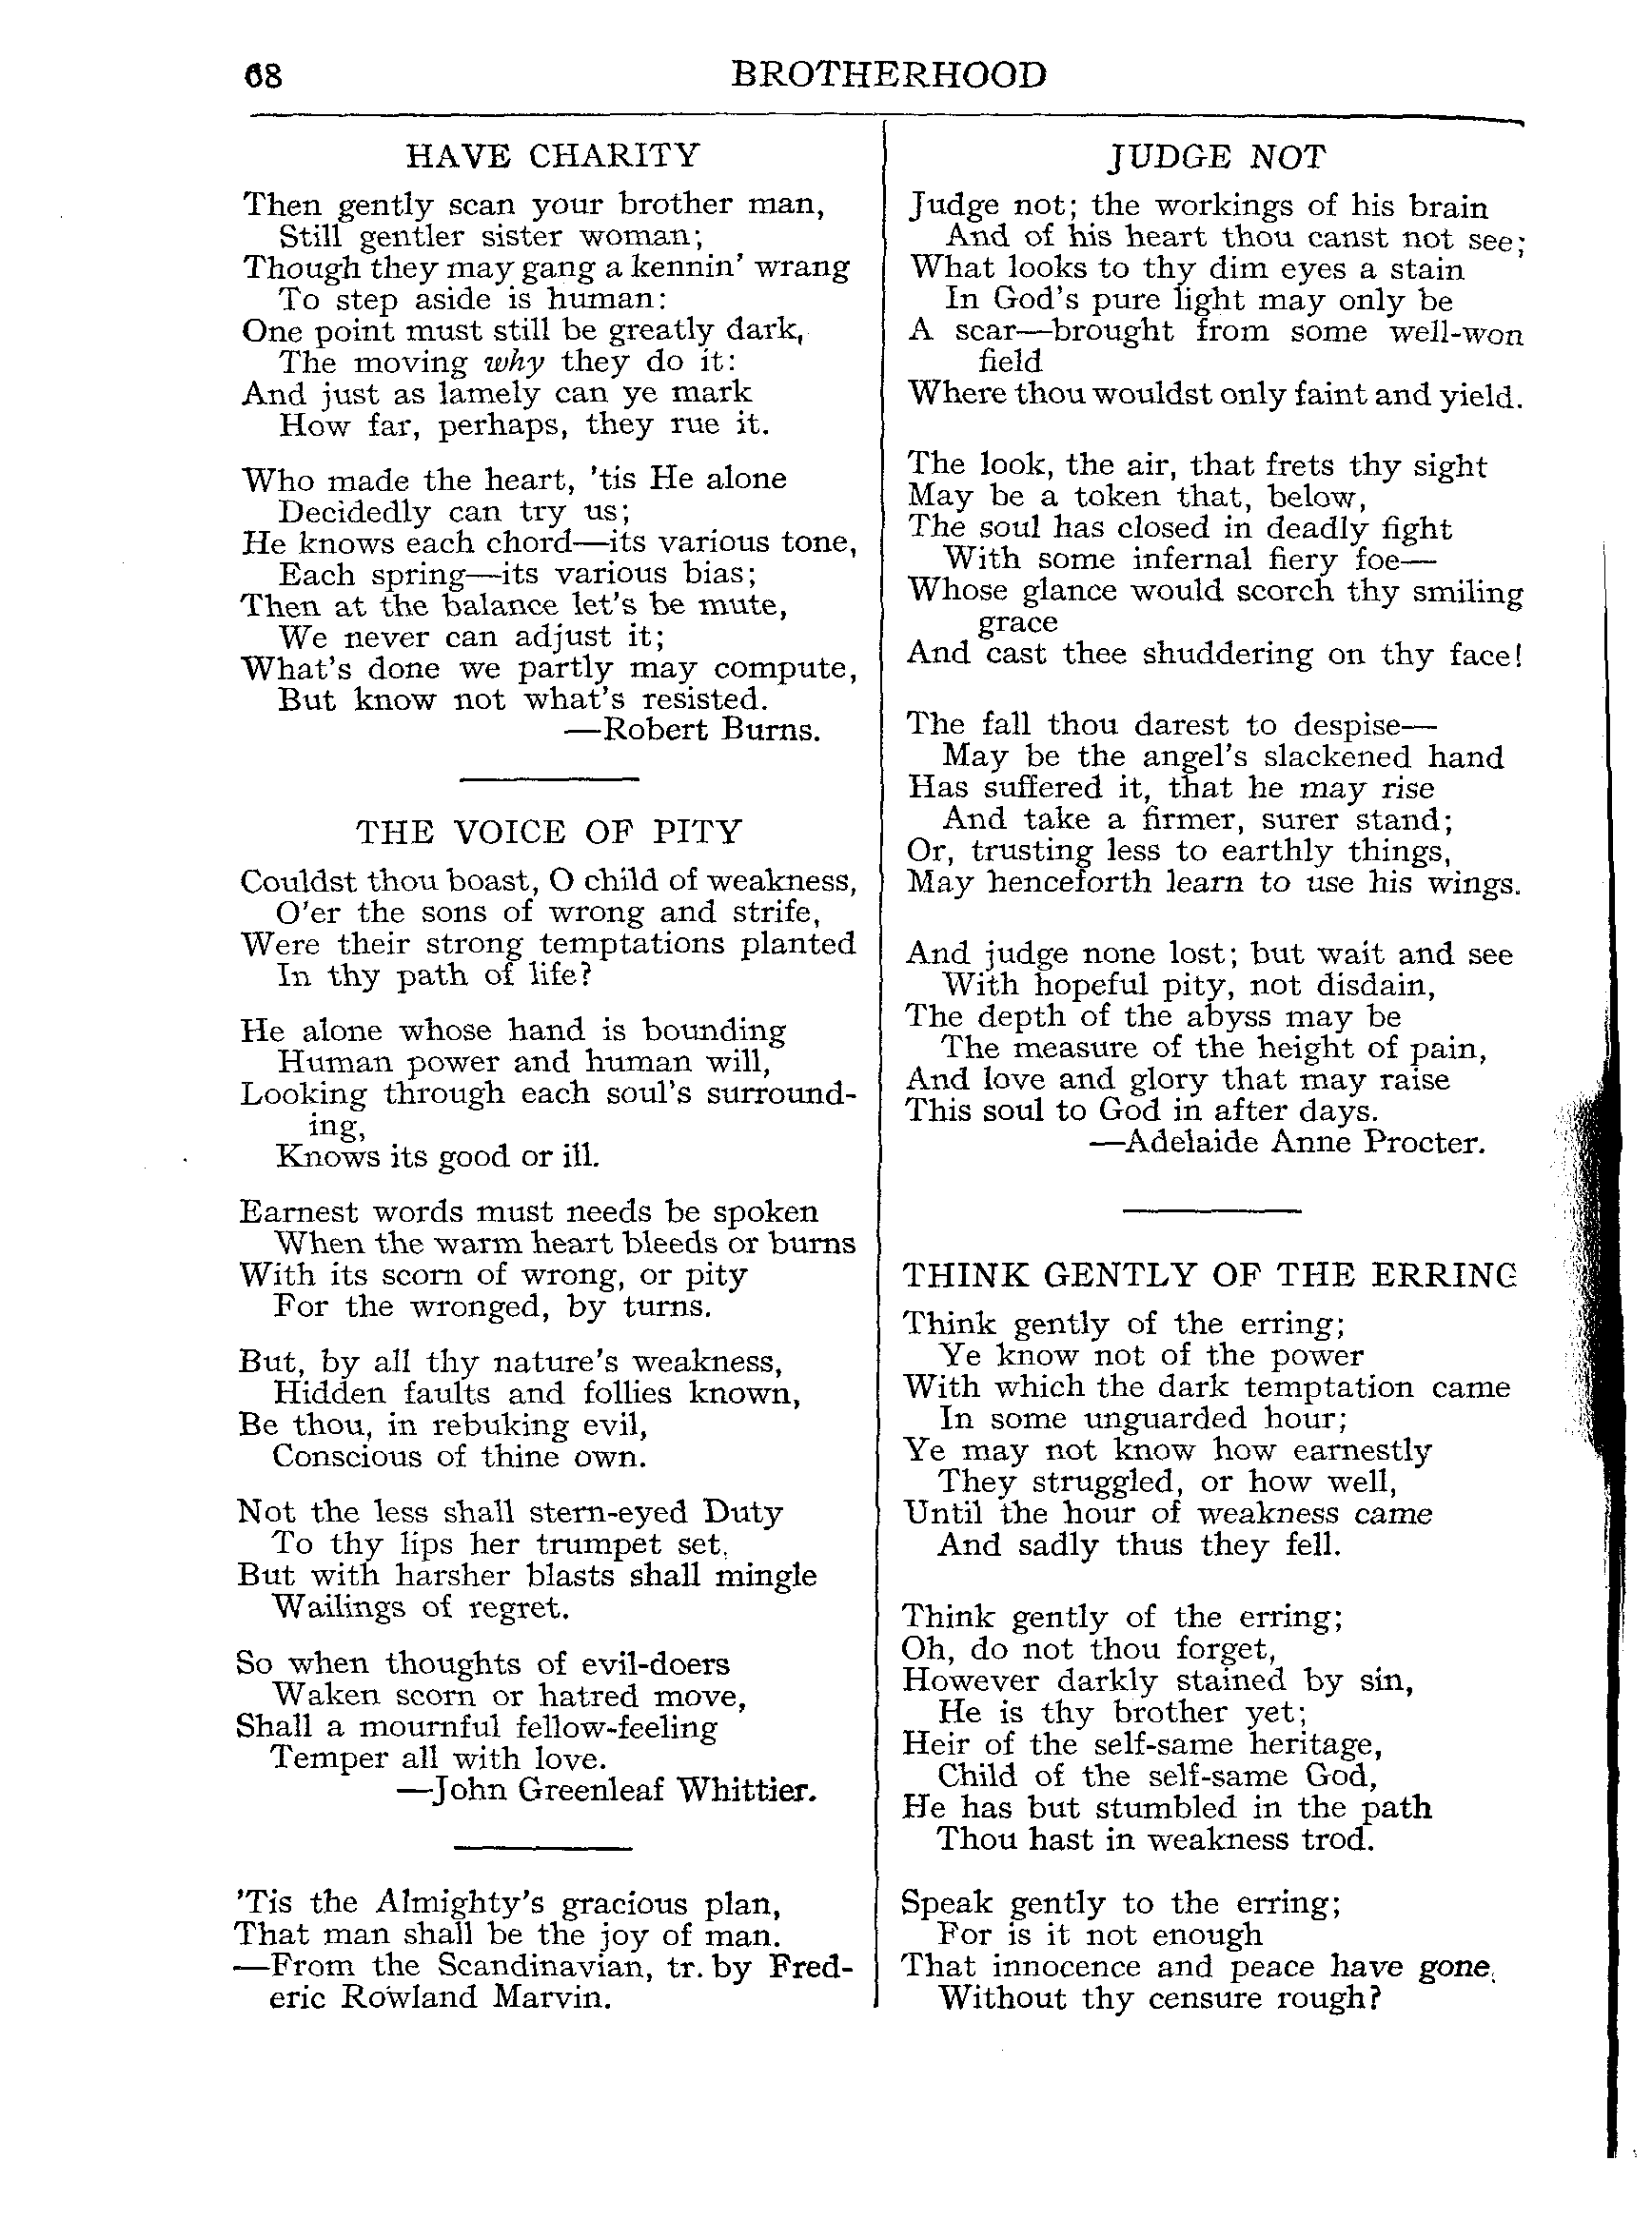 68
BROTHERHOOD
HAVE CHARITY
Then gently scan your brother man,
Still gentler sister woman;
Though they may gang a kennin' wrang
To step aside is human:
One point must still be greatly dark,
The moving why they do it:
And just as lamely can ye mark
How far, perhaps, they rue it.
Who made the heart, 'tis He alone
Decidedly can try us;
He knows each chord—its various tone,
Each spring—its various bias;
Then at the balance let's be mute,
We never can adjust it;
What's done we partly may compute,
But know not what's resisted.
—Robert Burns.
THE VOICE OF PITY
Couldst thou boast, O child of weakness,
O'er the sons of wrong and strife,
Were their strong temptations planted
In thy path of life?
He alone whose hand is bounding
Human power and human will,
Looking through each soul's surround-
ing,
Knows its good or ill.
Earnest words must needs be spoken
When the warm heart bleeds or burns
With its scorn of wrong, or pity
For the wronged, by turns.
But, by all thy nature's weakness,
Hidden faults and follies known,
Be thou, in rebuking evil,
Conscious of thine own.
Not the less shall stern-eyed Duty
To thy lips her trumpet set,
But with harsher blasts shall mingle
Wailings of regret.
So when thoughts of evil-doers
Waken scorn or hatred move,
Shall a mournful fellow-feeling
Temper all with love.
—John Greenleaf Whittier.
'Tis the Almighty's gracious plan,
That man shall be the joy of man.
—From the Scandinavian, tr. by Fred-
eric Rowland Marvin.
JUDGE NOT
Judge not; the workings of his brain
And of his heart thou canst not see;
What looks to thy dim eyes a stain
In God's pure light may only be
A scar—brought from some well-won
field
Where thou wouldst only faint and yield.
The look, the air, that frets thy sight
May be a token that, below,
The soul has closed in deadly fight
With some infernal fiery foe—
Whose glance would scorch thy smiling
grace
And cast thee shuddering on thy face!
The fall thou darest to despise—
May be the angel's slackened hand
Has suffered it, that he may rise
And take a firmer, surer stand;
Or, trusting less to earthly things,
May henceforth learn to use his wings.
And judge none lost; but wait and see
With hopeful pity, not disdain,
The depth of the abyss may be
The measure of the height of pain,
And love and glory that may raise
This soul to God in after days.
—Adelaide Anne Procter.
THINK GENTLY OF THE ERRING
Think gently of the erring;
Ye know not of the power
With which the dark temptation came
In some unguarded hour;
Ye may not know how earnestly
They struggled, or how well,
Until the hour of weakness came
And sadly thus they fell.
Think gently of the erring;
Oh, do not thou forget,
However darkly stained by sin,
He is thy brother yet;
Heir of the self-same heritage,
Child of the self-same God,
He has but stumbled in the path
Thou hast in weakness trod.
Speak gently to the erring;
For is it not enough
That innocence and peace have gone,
Without thy censure rough?